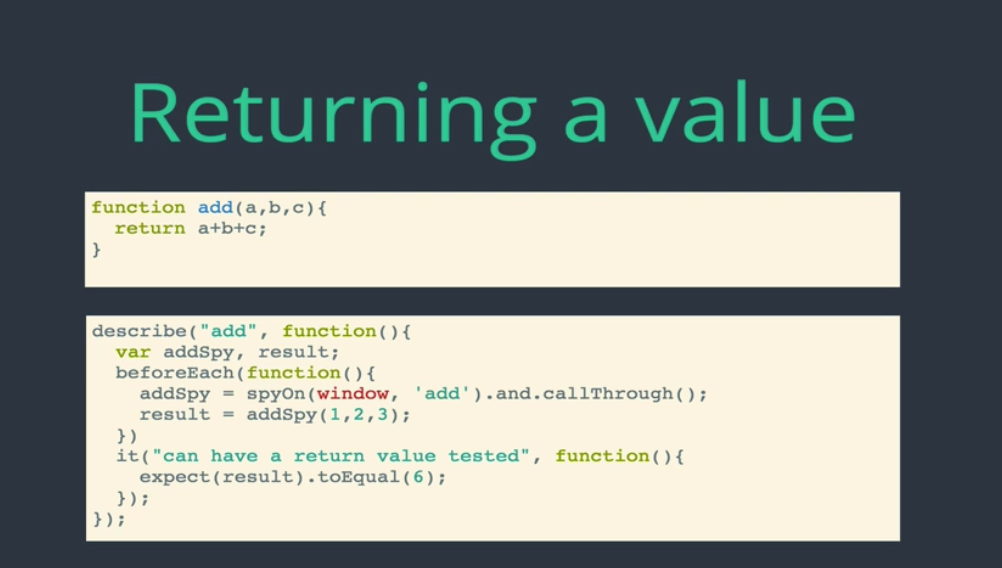 Returning a value
function add(a,b,c){
  return a+b+c;
}
describe("add", function(){
  var addSpy, result;
  beforeEach(function(){
    addSpy = spyOn(window, 'add').and.callThrough();
    result = addSpy(1,2,3);
  })
  it("can have a return value tested", function(){
    expect(result).toEqual(6);
  });
});